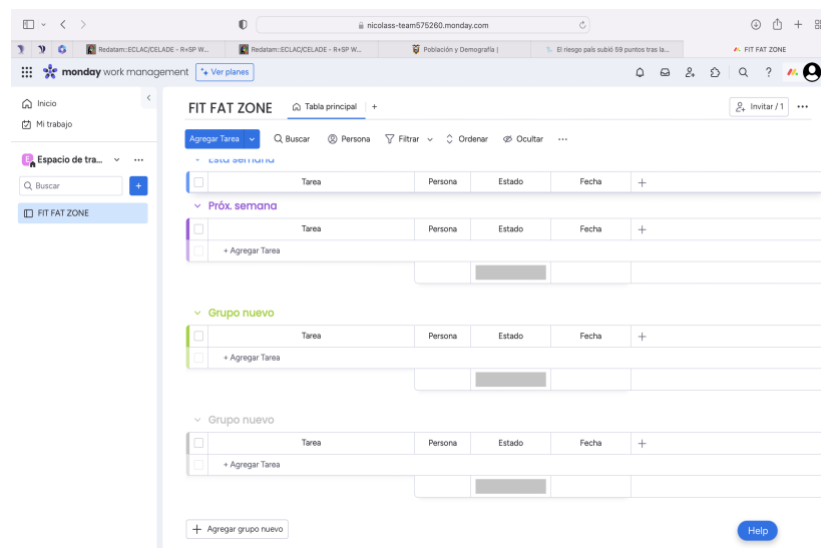 nicolass-team575260.monday.com
Redatam::ECLAC/CELADE - R+SP W...
Redatam::ECLAC/CELADE - R+SP W...
Población y Demografía |
El riesgo país subió 59 puntos tras la...
FIT FAT ZONE
monday work management
Ver planes
Inicio
Mi trabajo
Espacio de tra...
Buscar
FIT FAT ZONE
FIT FAT ZONE
Tabla principal
+
Invitar / 1
Agregar Tarea
Buscar
Persona
Filtrar
Ordenar
Ocultar
Esta semana
Tarea Persona Estado Fecha +
Próx. semana
Tarea Persona Estado Fecha +
+ Agregar Tarea
Grupo nuevo
Tarea Persona Estado Fecha +
+ Agregar Tarea
Grupo nuevo
Tarea Persona Estado Fecha +
+ Agregar Tarea
+ Agregar grupo nuevo
Help